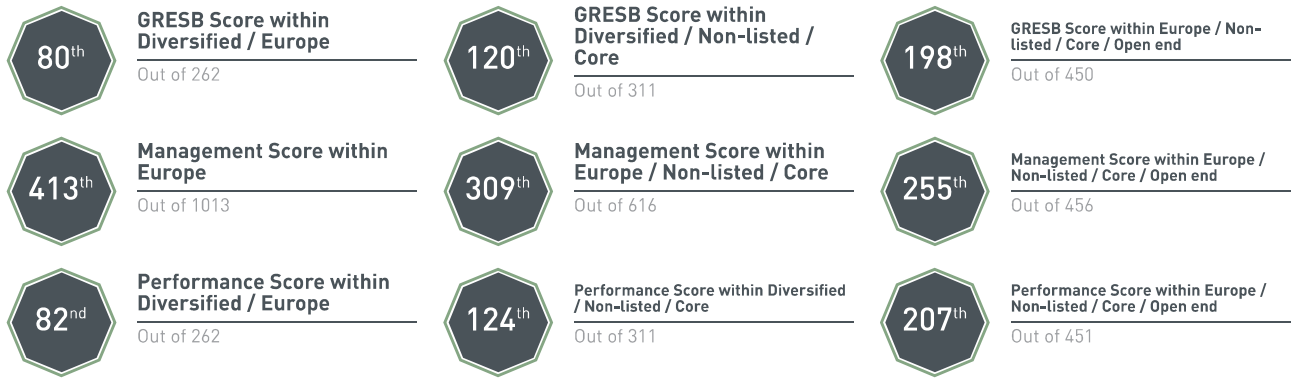 80th
GRESB Score within
Diversified / Europe
Out of 262
120th
GRESB Score within
Diversified / Non-listed /
Core
Out of 311
198th
GRESB Score within Europe / Non-
listed / Core / Open end
Out of 450
413th
Management Score within
Europe
Out of 1013
309th
Management Score within
Europe / Non-listed / Core
Out of 616
255th
Management Score within Europe /
Non-listed / Core / Open end
Out of 456
82nd
Performance Score within
Diversified / Europe
Out of 262
124th
Performance Score within Diversified
/ Non-listed / Core
Out of 311
207th
Performance Score within Europe /
Non-listed / Core / Open end
Out of 451